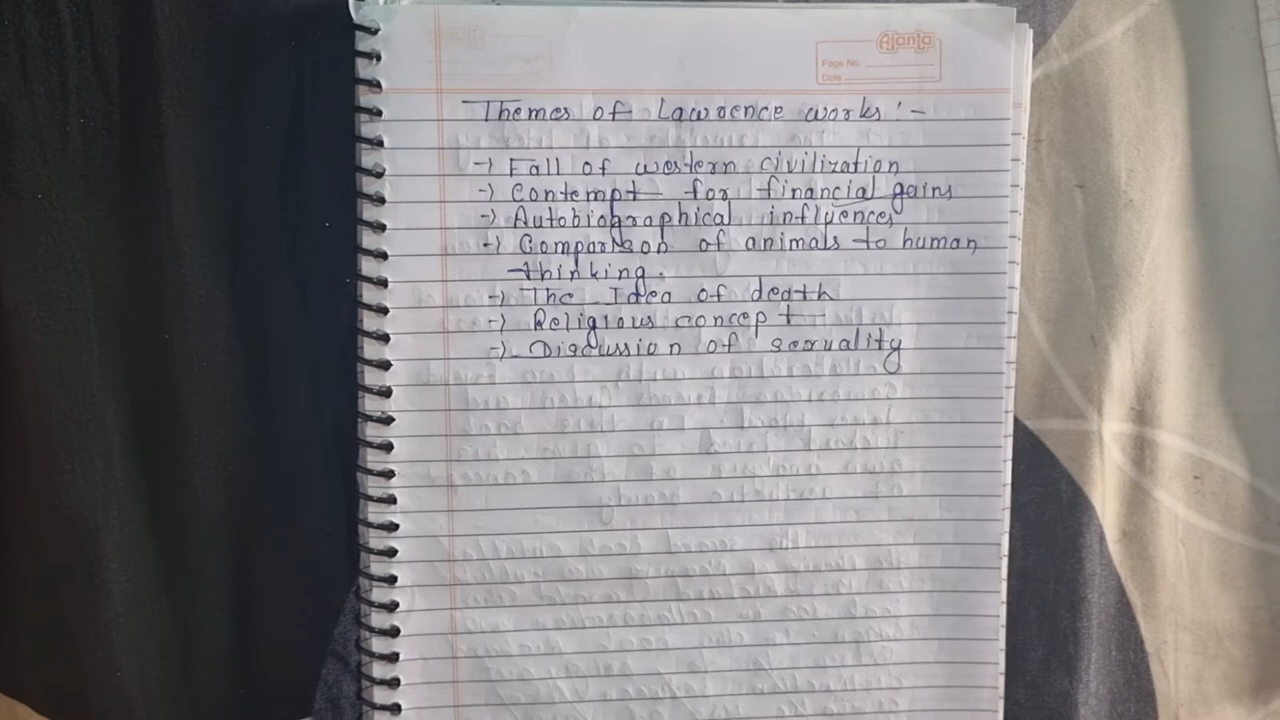 Ajanta
Page No.
Date
Themes of Lawrence works :-
→ Fall of western civilization
→ Contempt for financial gains
→ Autobiographical influences
→ Comparison of animals to human
thinking.
→ The Idea of death
→ Religious concept
→ Discussion of sexuality